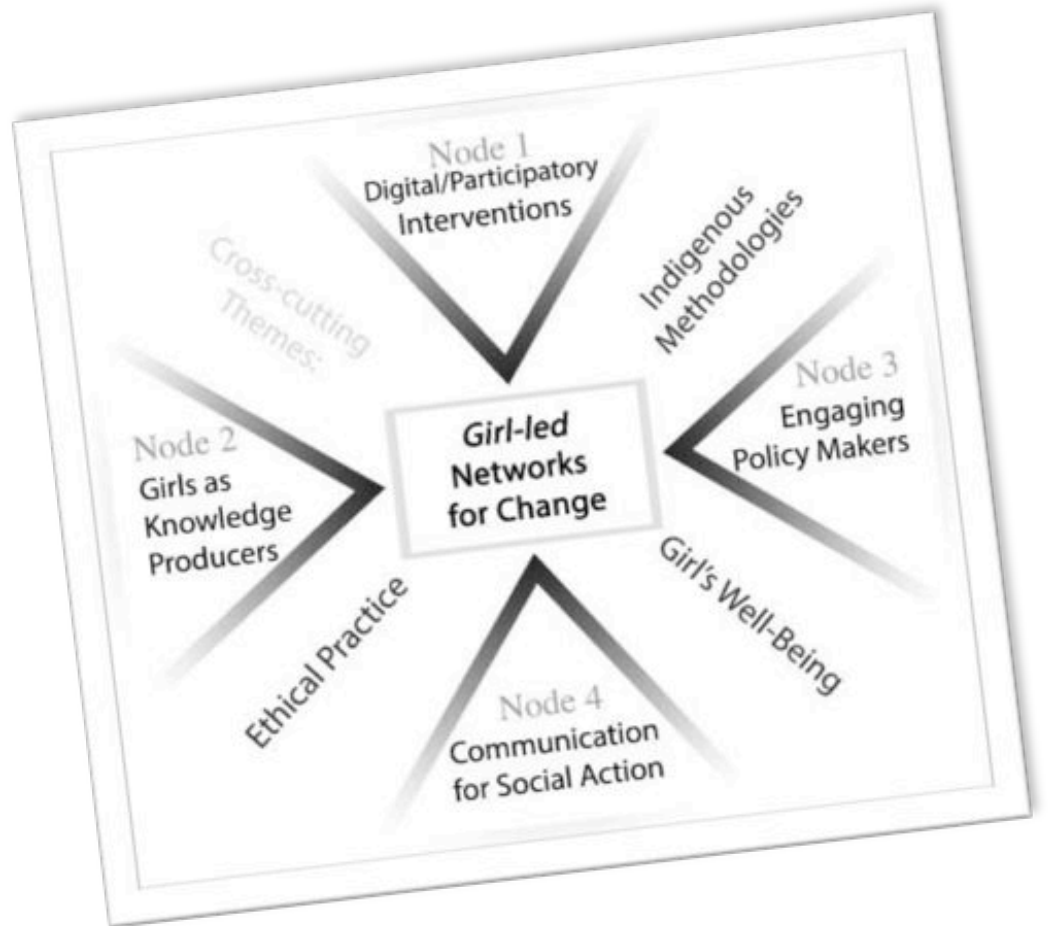 Node 1
Digital/Participatory
Interventions
Cross-cutting
Themes:
Indigenous
Methodologies
Node 2
Girls as
Knowledge
Producers
Girl-led
Networks
for Change
Node 3
Engaging
Policy Makers
Ethical Practice
Girl's Well-Being
Node 4
Communication
for Social Action